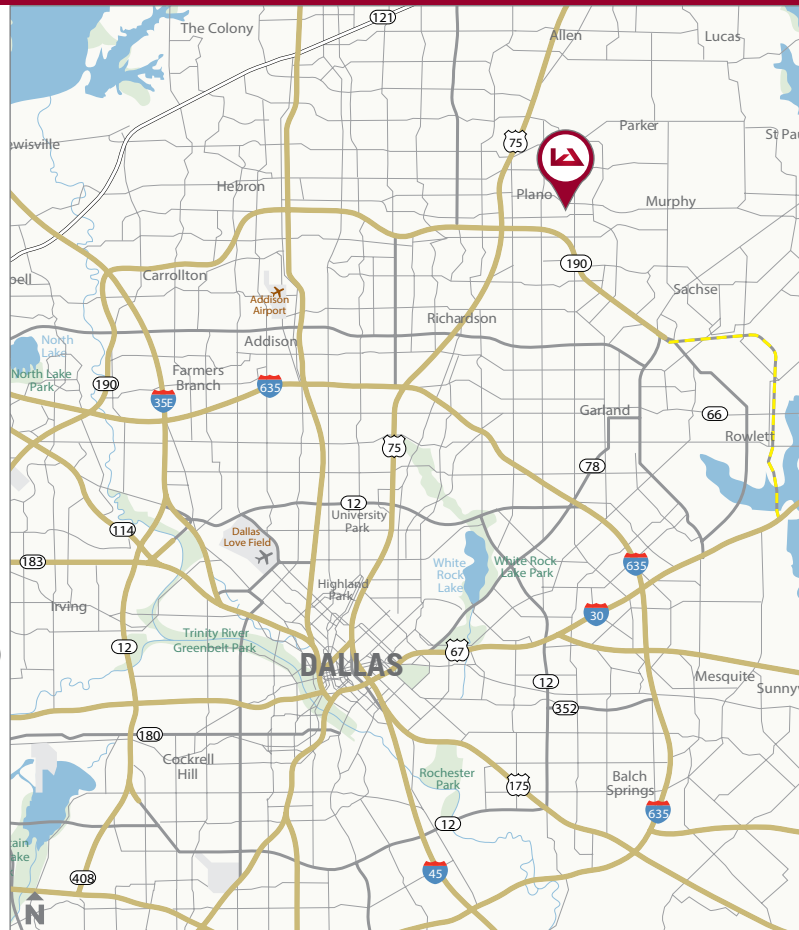 121
The Colony
Allen
Lucas
Parker
75
St Pa
ewisville
Hebron
Plano
Murphy
190
Carrollton
Sachse
Addison
Airport
Richardson
Addison
North
Lake
North Lake
Park
Farmers
Branch
190
635
35E
Garland
66
Rowlett
75
78
12
University
Park
114
Dallas
Love Field
183
White
Rock
Lake
White Rock
Lake Park
635
Highland
Park
Irving
30
Trinity River
Greenbelt Park
12
67
DALLAS
Mesquite
12
Sunny
352
180
Cockrell
Hill
Rochester
Park
175
Balch
Springs
635
12
408
45
N